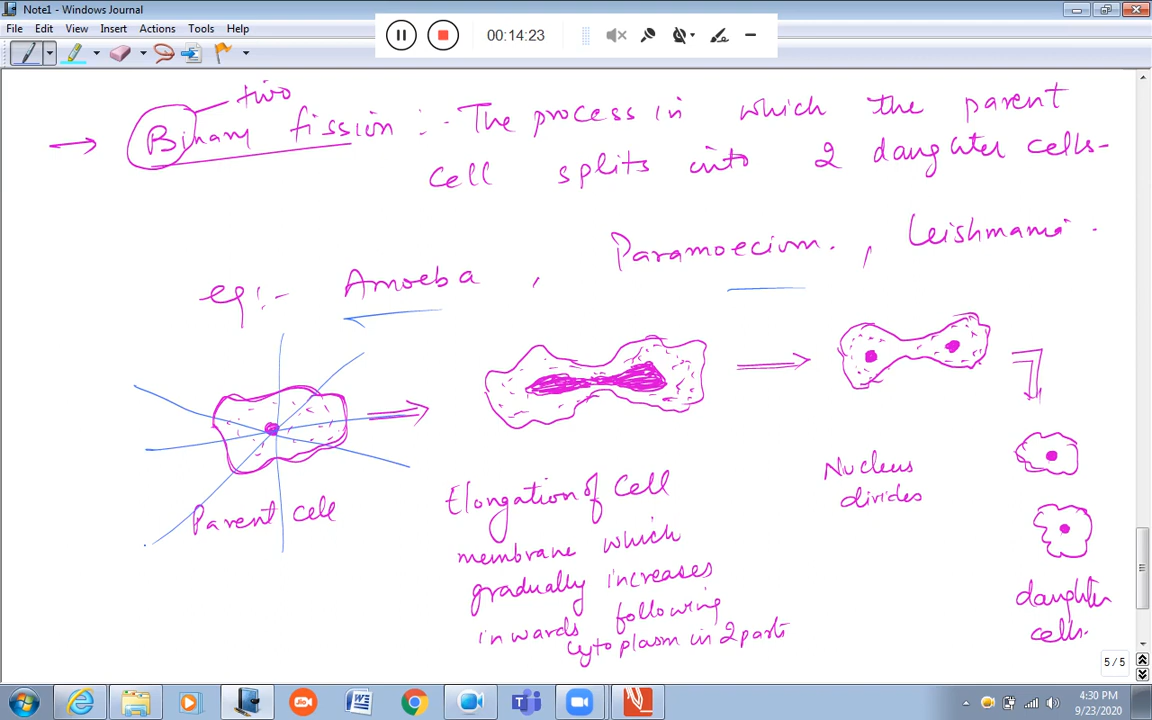 Note1 - Windows Journal
File Edit View Insert Actions Tools Help
00:14:23
two
→ Binary fission :- The process in which the parent
cell splits into 2 daughter cells-
eg:- Amoeba , Paramoecium. , Leishmania .
Parent cell
Elongation of cell
membrane which
gradually increases
inwards following
cytoplasm in 2 parts
Nucleus
divides
daughter
cells.
5 / 5
4:30 PM
9/23/2020